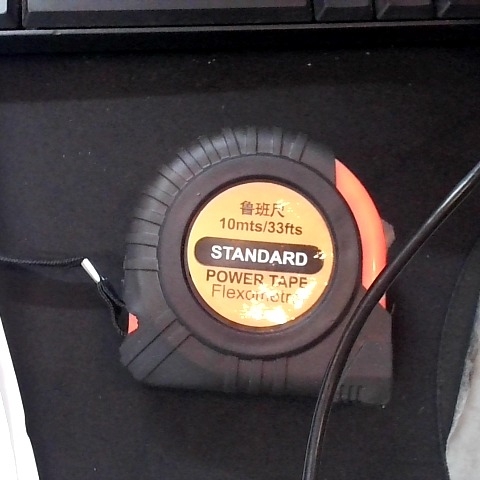 鲁班尺
10mts/33fts
STANDARD
POWER TAPE